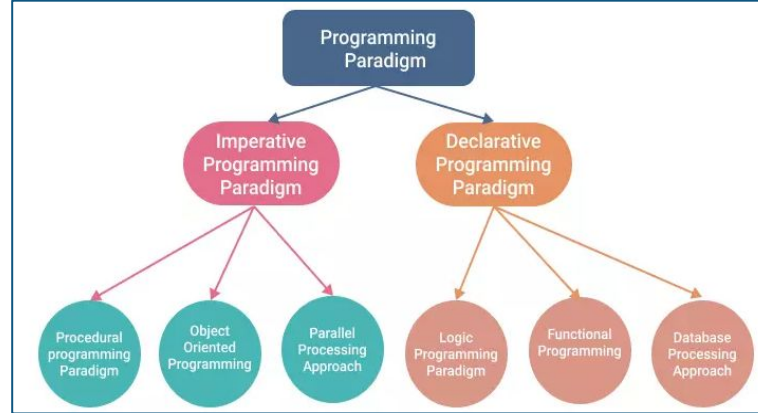 Programming
Paradigm
Imperative
Programming
Paradigm
Declarative
Programming
Paradigm
Procedural
programming
Paradigm
Object
Oriented
Programming
Parallel
Processing
Approach
Logic
Programming
Paradigm
Functional
Programming
Database
Processing
Approach